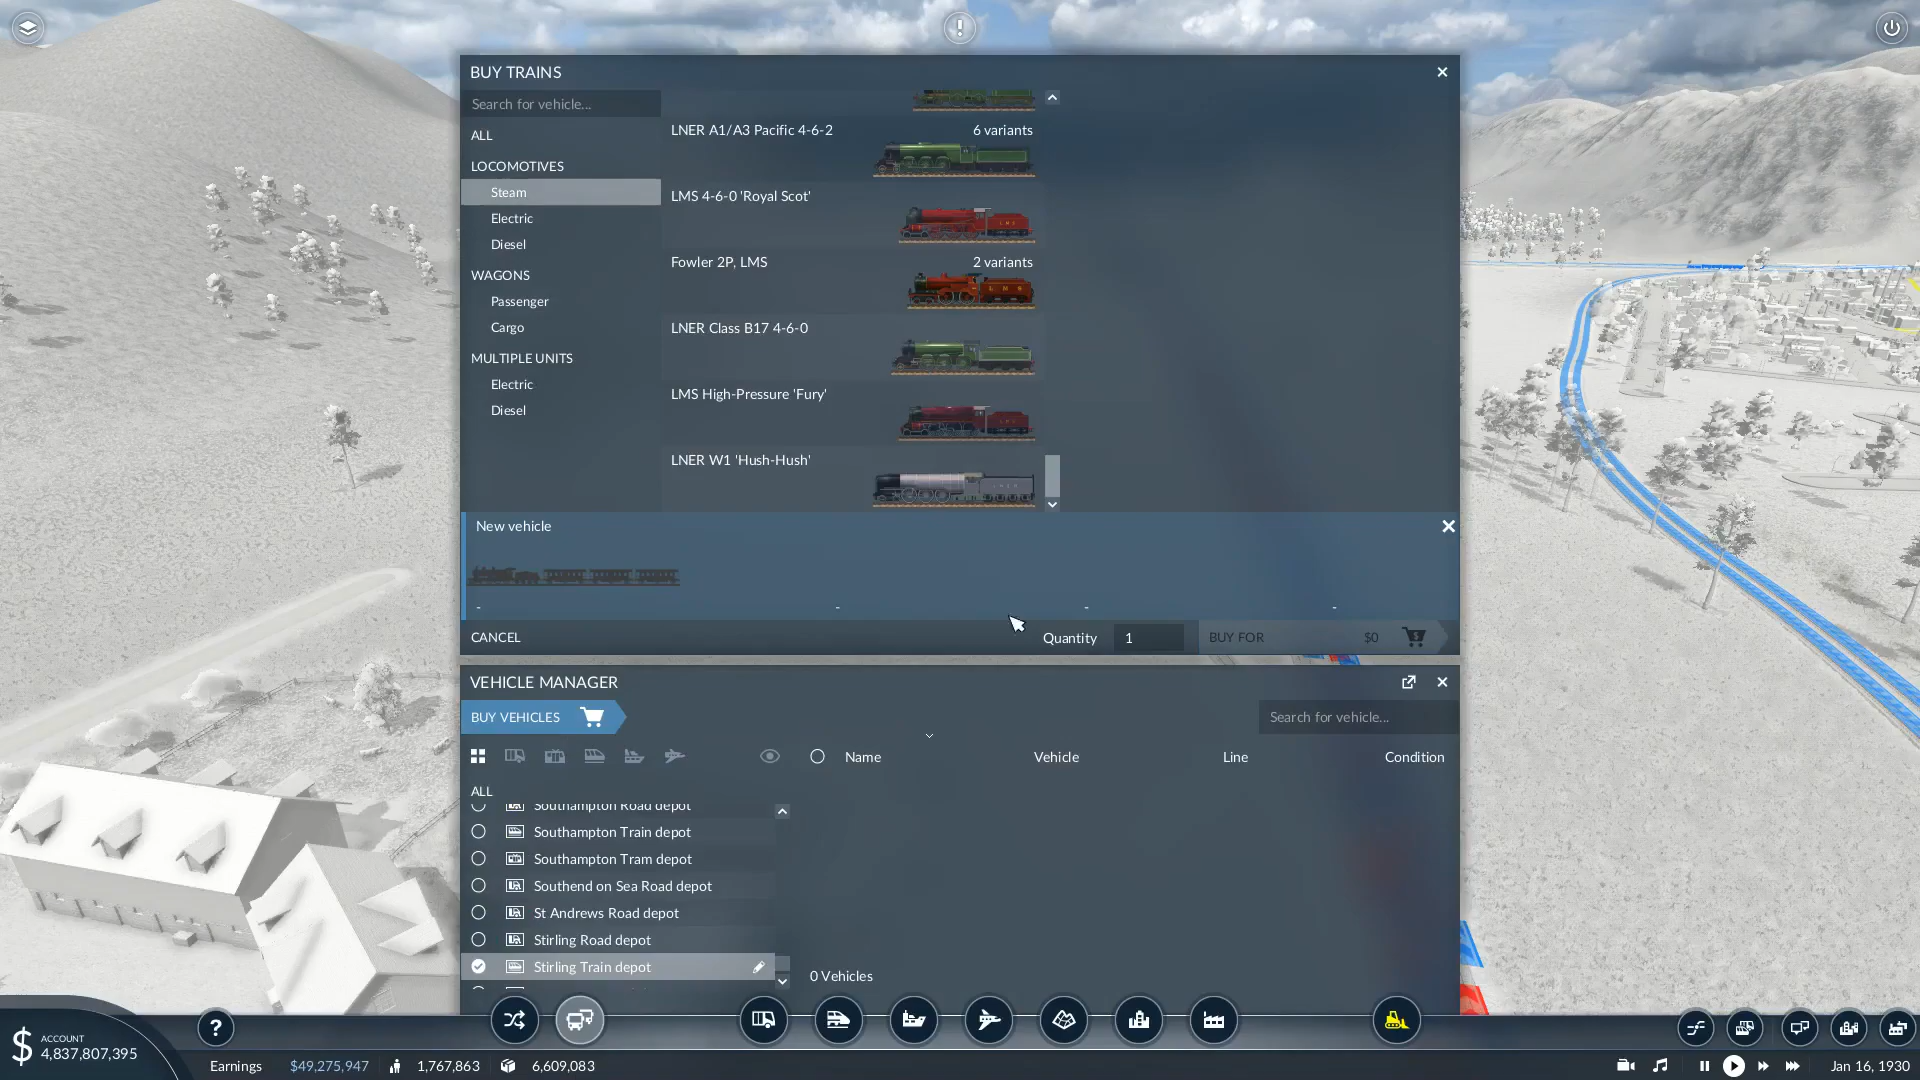 BUY TRAINS
Search for vehicle...
ALL
LOCOMOTIVES
Steam
Electric
Diesel
WAGONS
Passenger
Cargo
MULTIPLE UNITS
Electric
Diesel
LNER A1/A3 Pacific 4-6-2 6 variants
LMS 4-6-0 'Royal Scot'
Fowler 2P, LMS 2 variants
LNER Class B17 4-6-0
LMS High-Pressure 'Fury'
LNER W1 'Hush-Hush'
New vehicle
- - - -
CANCEL Quantity 1 BUY FOR $0
VEHICLE MANAGER
BUY VEHICLES Search for vehicle...
Name Vehicle Line Condition
ALL
Southampton Road depot
Southampton Train depot
Southampton Tram depot
Southend on Sea Road depot
St Andrews Road depot
Stirling Road depot
Stirling Train depot
0 Vehicles
$ ACCOUNT
4,837,807,395
?
Earnings $49,275,947 1,767,863 6,609,083 Jan 16, 1930